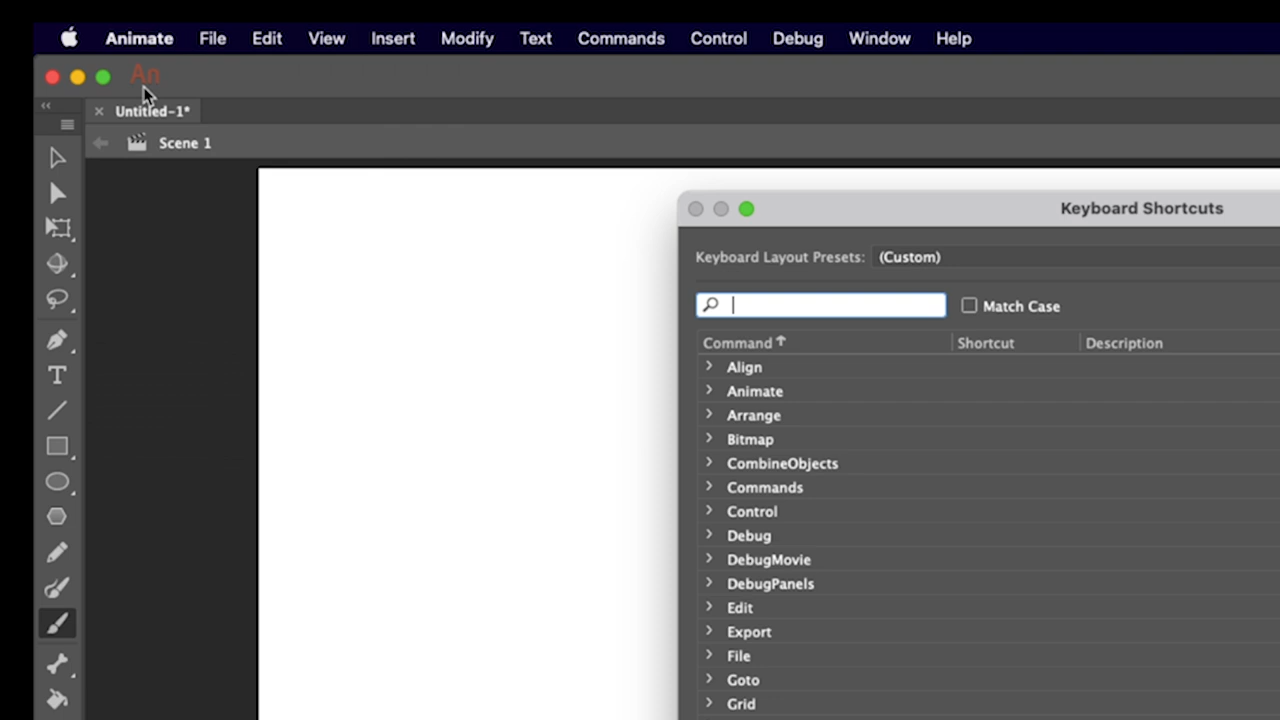 Animate File Edit View Insert Modify Text Commands Control Debug Window Help
An
Untitled-1*
Scene 1
Keyboard Shortcuts
Keyboard Layout Presets: (Custom)
Match Case
Command Shortcut Description
Align
Animate
Arrange
Bitmap
CombineObjects
Commands
Control
Debug
DebugMovie
DebugPanels
Edit
Export
File
Goto
Grid